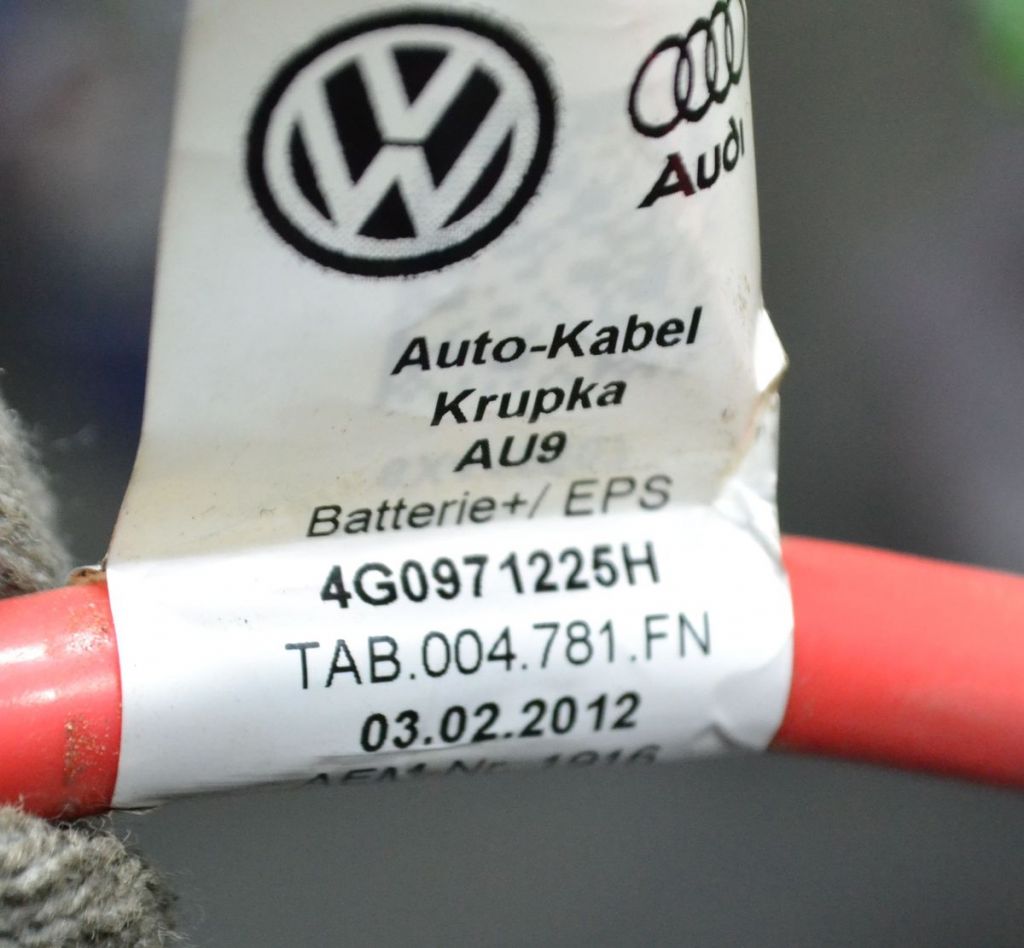 Audi
Auto-Kabel
Krupka
AU9
Batterie+/ EPS
4G0971225H
TAB.004.781.FN
03.02.2012